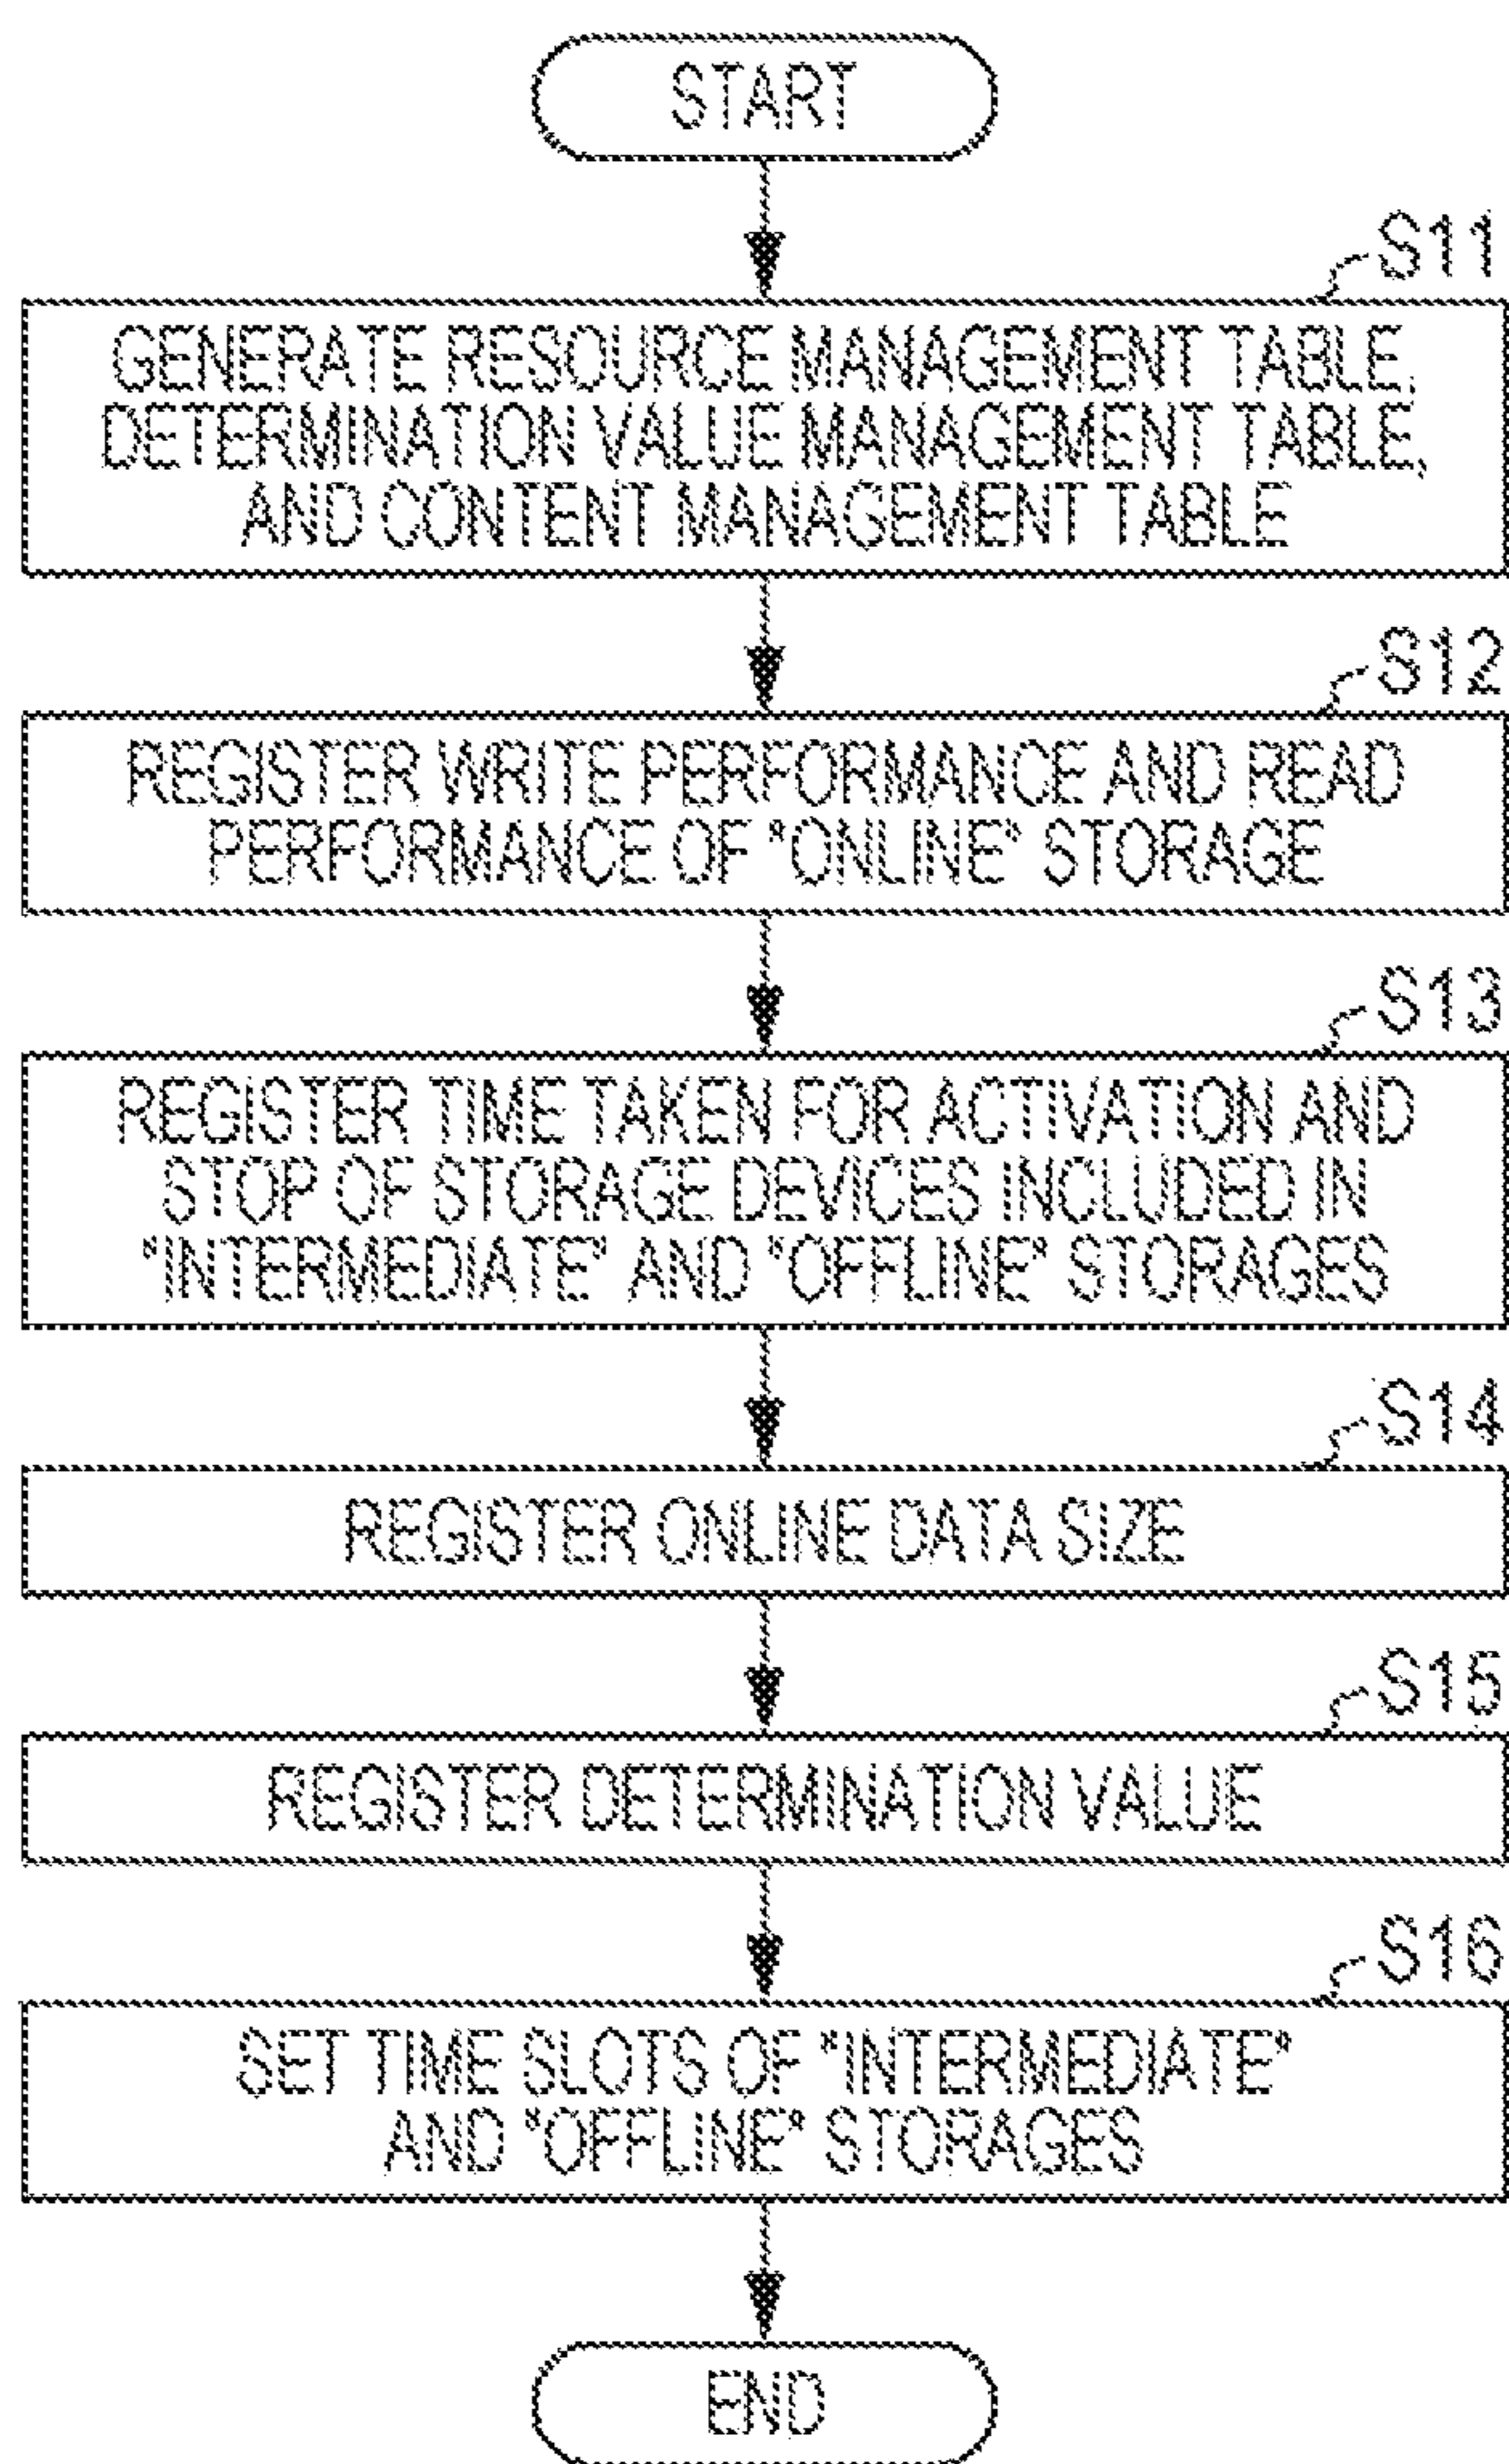 START
S11
GENERATE RESOURCE MANAGEMENT TABLE,
DETERMINATION VALUE MANAGEMENT TABLE,
AND CONTENT MANAGEMENT TABLE
S12
REGISTER WRITE PERFORMANCE AND READ
PERFORMANCE OF "ONLINE" STORAGE
S13
REGISTER TIME TAKEN FOR ACTIVATION AND
STOP OF STORAGE DEVICES INCLUDED IN
"INTERMEDIATE" AND "OFFLINE" STORAGES
S14
REGISTER ONLINE DATA SIZE
S15
REGISTER DETERMINATION VALUE
S16
SET TIME SLOTS OF "INTERMEDIATE"
AND "OFFLINE" STORAGES
END